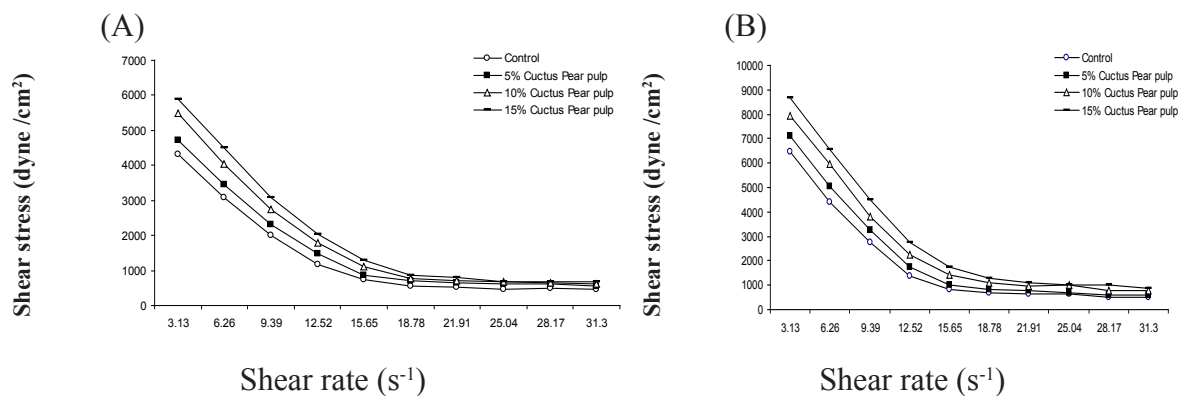 (A)
Shear stress (dyne /cm²)
7000
6000
5000
4000
3000
2000
1000
0
3.13 6.26 9.39 12.52 15.65 18.78 21.91 25.04 28.17 31.3
Control
5% Cuctus Pear pulp
10% Cuctus Pear pulp
15% Cuctus Pear pulp
Shear rate (s⁻¹)
(B)
Shear stress (dyne /cm²)
10000
9000
8000
7000
6000
5000
4000
3000
2000
1000
0
3.13 6.26 9.39 12.52 15.65 18.78 21.91 25.04 28.17 31.3
Control
5% Cuctus Pear pulp
10% Cuctus Pear pulp
15% Cuctus Pear pulp
Shear rate (s⁻¹)